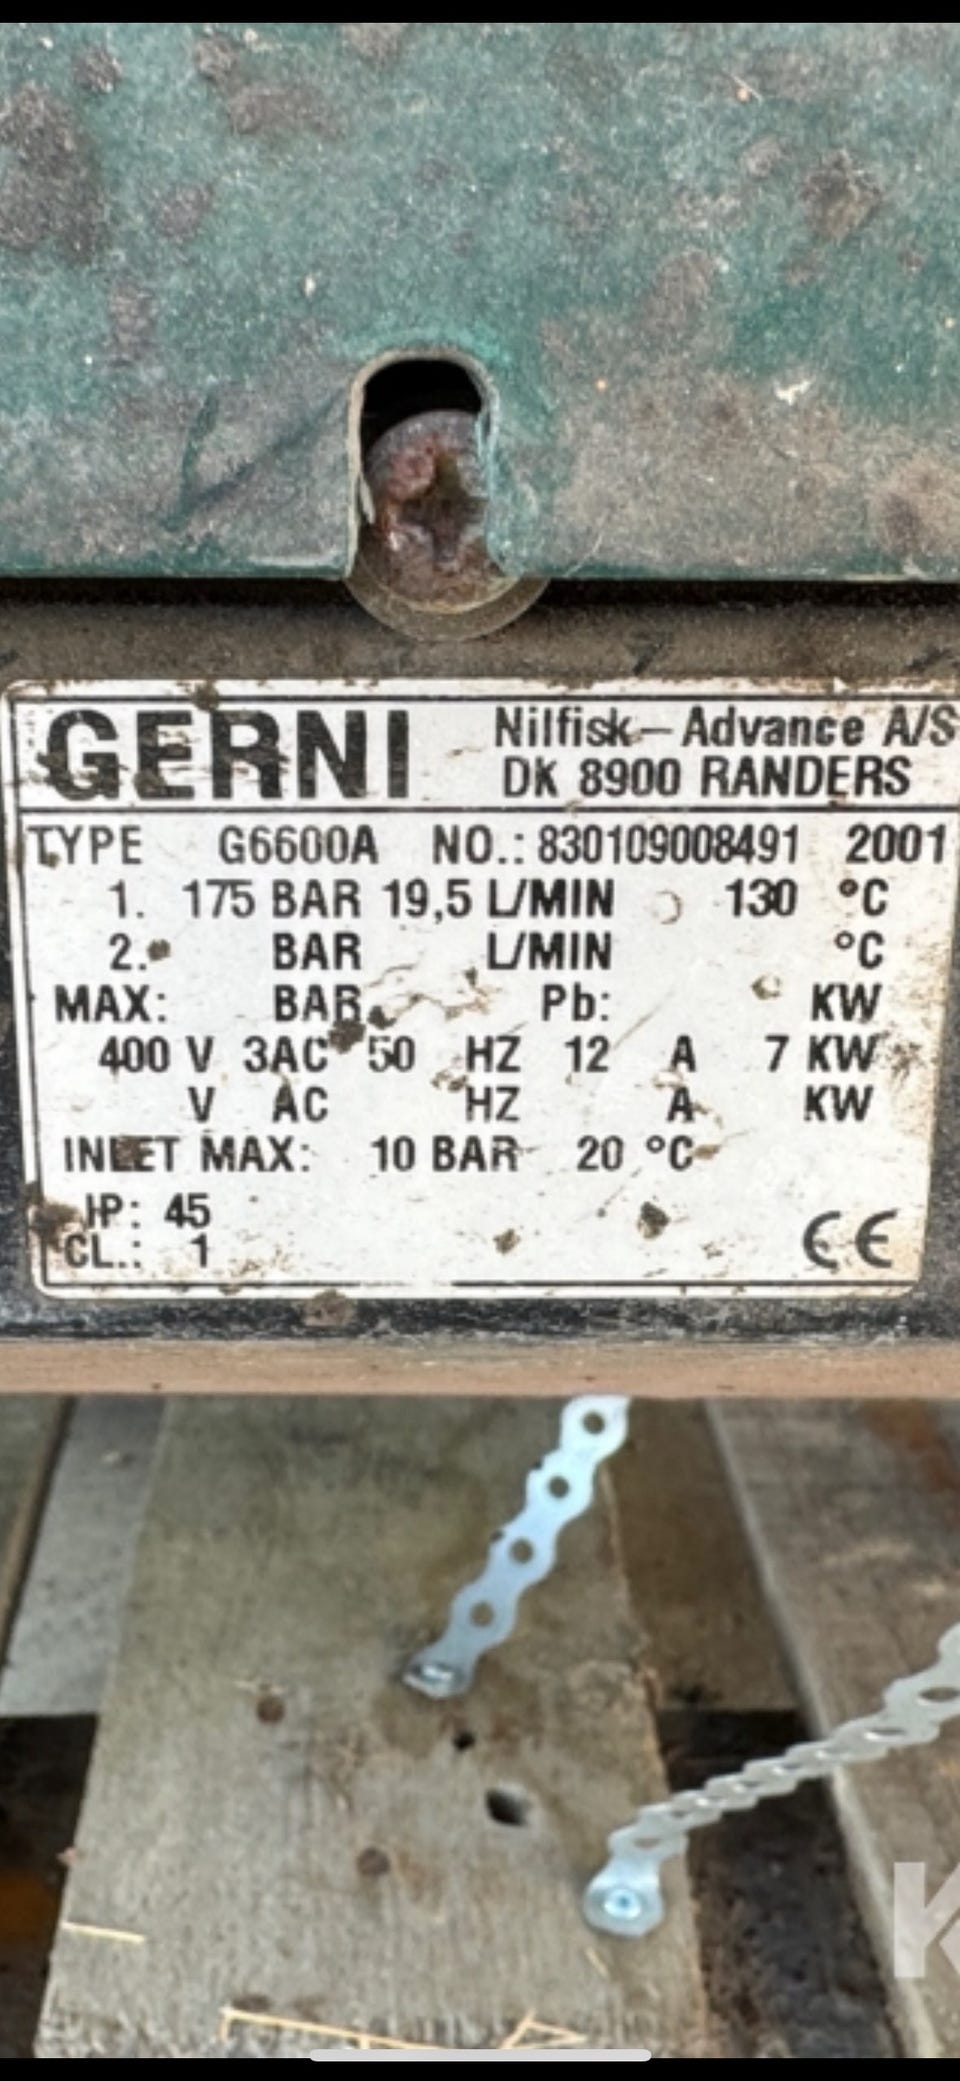 GERNI Nilfisk-Advance A/S
DK 8900 RANDERS
TYPE G6600A NO.: 830109008491 2001
1. 175 BAR 19,5 L/MIN 130 °C
2. BAR L/MIN °C
MAX: BAR Pb: KW
400 V 3AC 50 HZ 12 A 7 KW
V AC HZ A KW
INLET MAX: 10 BAR 20 °C
IP: 45
CL.: 1 CE
K